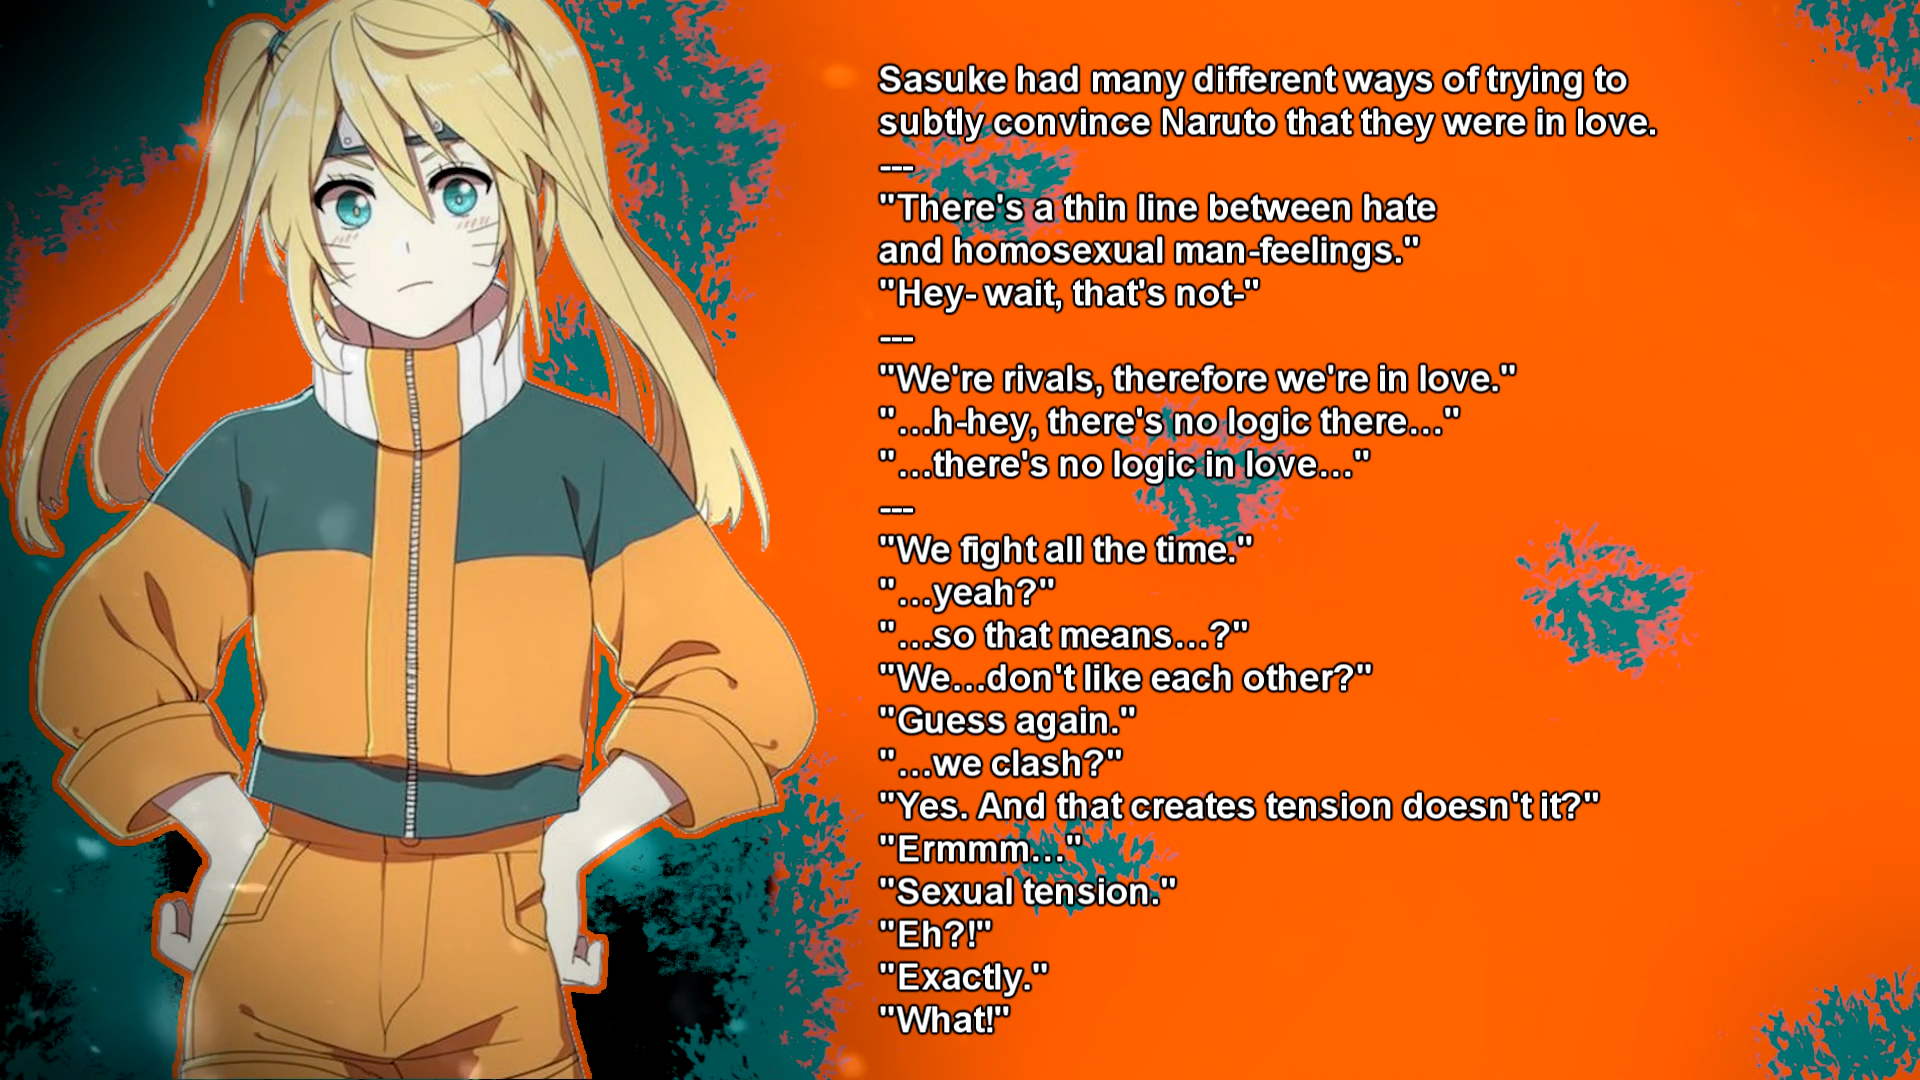 Sasuke had many different ways of trying to
subtly convince Naruto that they were in love.
---
"There's a thin line between hate
and homosexual man-feelings."
"Hey- wait, that's not-"
---
"We're rivals, therefore we're in love."
"...h-hey, there's no logic there..."
"...there's no logic in love..."
---
"We fight all the time."
"...yeah?"
"...so that means...?"
"We...don't like each other?"
"Guess again."
"...we clash?"
"Yes. And that creates tension doesn't it?"
"Ermmm..."
"Sexual tension."
"Eh?!"
"Exactly."
"What!"